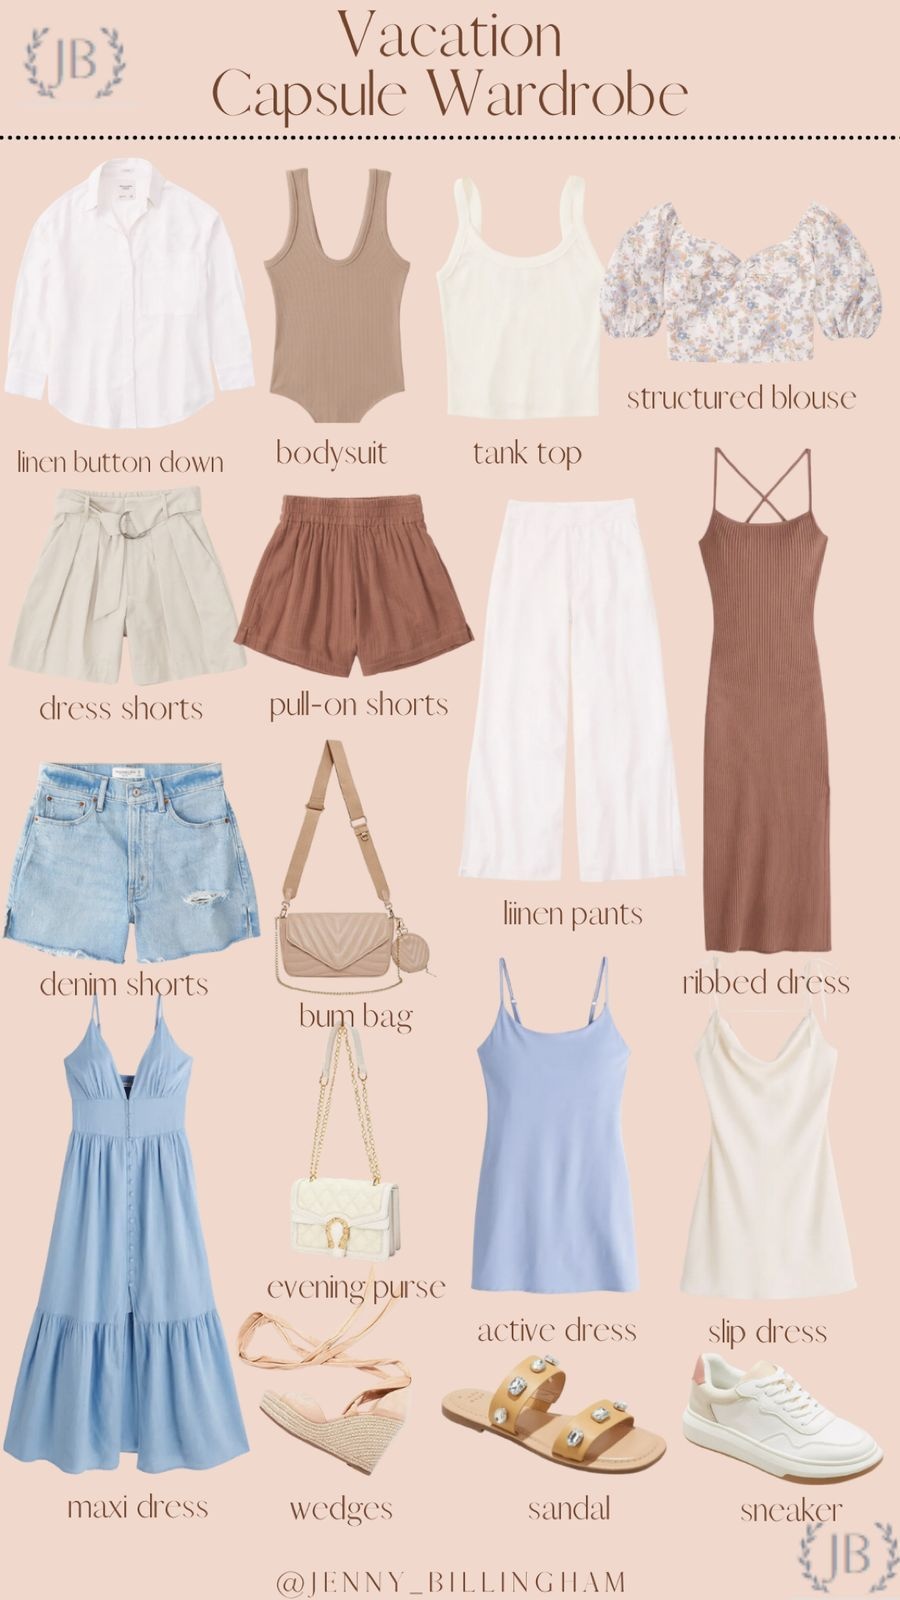 JB
Vacation
Capsule Wardrobe
linen button down
bodysuit
tank top
structured blouse
dress shorts
pull-on shorts
liinen pants
ribbed dress
denim shorts
bum bag
evening purse
active dress
slip dress
maxi dress
wedges
sandal
sneaker
JB
@JENNY_BILLINGHAM